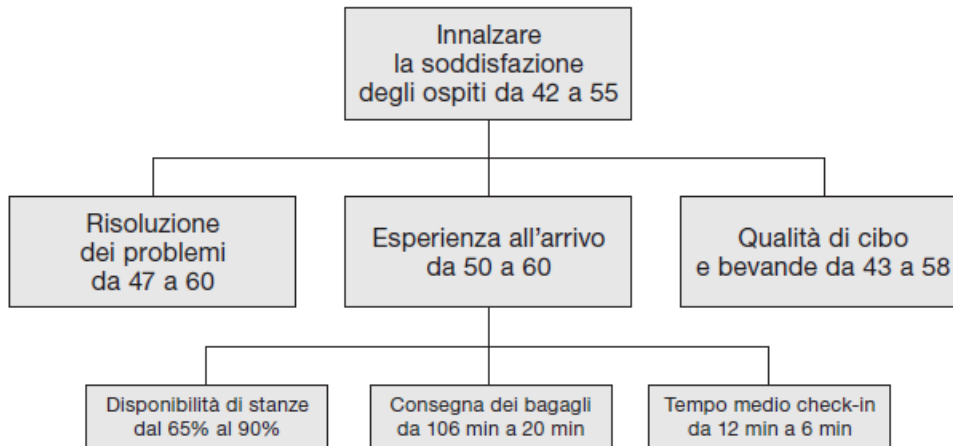 Innalzare
la soddisfazione
degli ospiti da 42 a 55
Risoluzione
dei problemi
da 47 a 60
Esperienza all'arrivo
da 50 a 60
Qualità di cibo
e bevande da 43 a 58
Disponibilità di stanze
dal 65% al 90%
Consegna dei bagagli
da 106 min a 20 min
Tempo medio check-in
da 12 min a 6 min